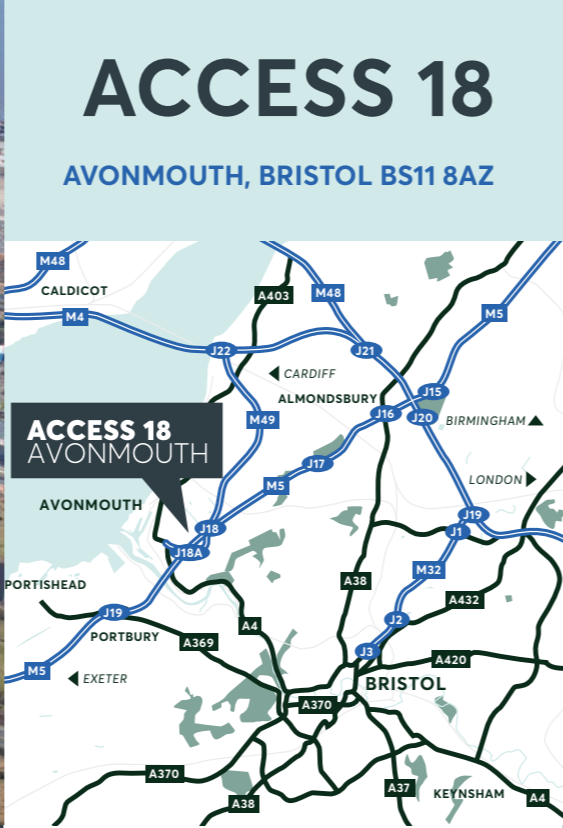 ACCESS 18
AVONMOUTH, BRISTOL BS11 8AZ
M48
CALDICOT
A403
M48
M4
M5
J22
J21
CARDIFF
J15
ALMONDSBURY
J16
J20
M49
BIRMINGHAM
ACCESS 18
AVONMOUTH
J17
LONDON
M5
AVONMOUTH
J18
J19
J1
J18A
M32
PORTISHEAD
A38
A432
J19
J2
PORTBURY
A4
A369
J3
A420
M5
EXETER
BRISTOL
A370
A370
A37
KEYNSHAM
A4
A38